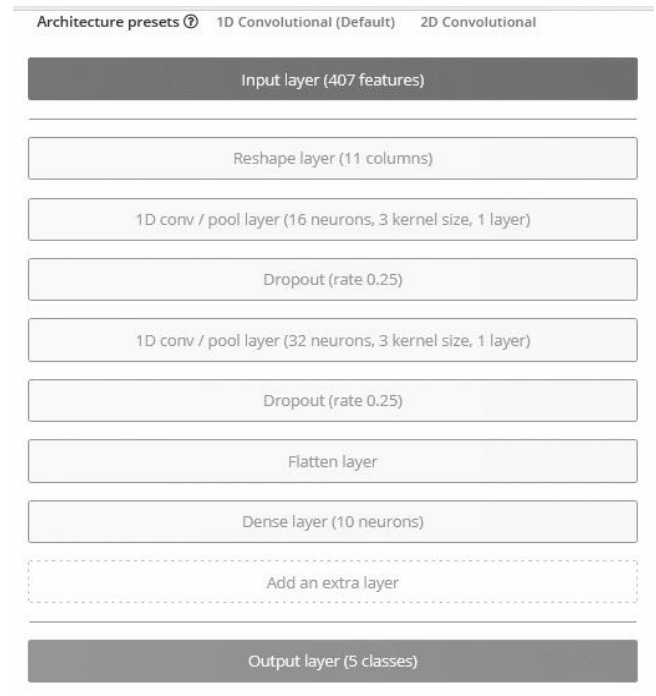 Architecture presets ? 1D Convolutional (Default) 2D Convolutional
Input layer (407 features)
Reshape layer (11 columns)
1D conv / pool layer (16 neurons, 3 kernel size, 1 layer)
Dropout (rate 0.25)
1D conv / pool layer (32 neurons, 3 kernel size, 1 layer)
Dropout (rate 0.25)
Flatten layer
Dense layer (10 neurons)
Add an extra layer
Output layer (5 classes)